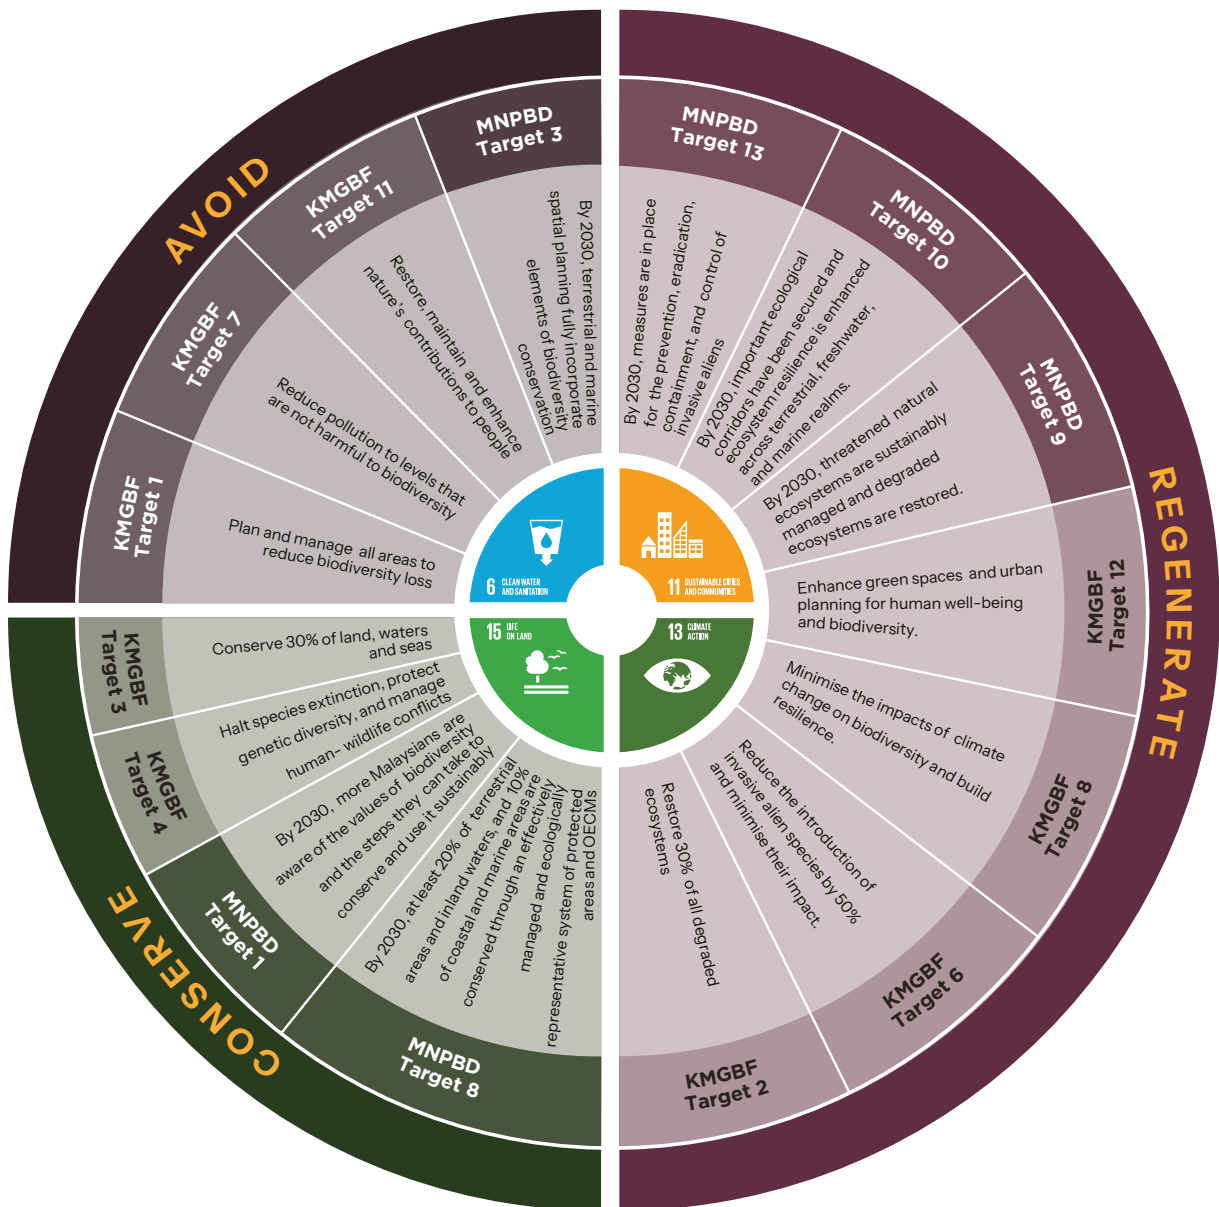 AVOID
MNPBD
Target 3
By 2030, terrestrial and marine
spatial planning fully incorporate
elements of biodiversity
conservation
KMGBF
Target 11
Restore, maintain and enhance
nature's contributions to people
KMGBF
Target 7
Reduce pollution to levels that
are not harmful to biodiversity
KMGBF
Target 1
Plan and manage all areas to
reduce biodiversity loss
REGENERATE
MNPBD
Target 13
By 2030, measures are in place
for the prevention, eradication,
containment, and control of
invasive aliens
MNPBD
Target 10
By 2030, important ecological
corridors have been secured and
ecosystem resilience is enhanced
across terrestrial, freshwater,
and marine realms.
MNPBD
Target 9
By 2030, threatened natural
ecosystems are sustainably
managed and degraded
ecosystems are restored.
KMGBF
Target 12
Enhance green spaces and urban
planning for human well-being
and biodiversity.
KMGBF
Target 8
Minimise the impacts of climate
change on biodiversity and build
resilience.
KMGBF
Target 6
Reduce the introduction of
invasive alien species by 50%
and minimise their impact.
KMGBF
Target 2
Restore 30% of all degraded
ecosystems
CONSERVE
KMGBF
Target 3
Conserve 30% of land, waters
and seas
KMGBF
Target 4
Halt species extinction, protect
genetic diversity, and manage
human- wildlife conflicts
MNPBD
Target 1
By 2030, more Malaysians are
aware of the values of biodiversity
and the steps they can take to
conserve and use it sustainably
MNPBD
Target 8
By 2030, at least 20% of terrestrial
areas and inland waters, and 10%
of coastal and marine areas are
conserved through an effectively
managed and ecologically
representative system of protected
areas and OECMs
6 CLEAN WATER
AND SANITATION
11 SUSTAINABLE CITIES
AND COMMUNITIES
15 LIFE
ON LAND
13 CLIMATE
ACTION